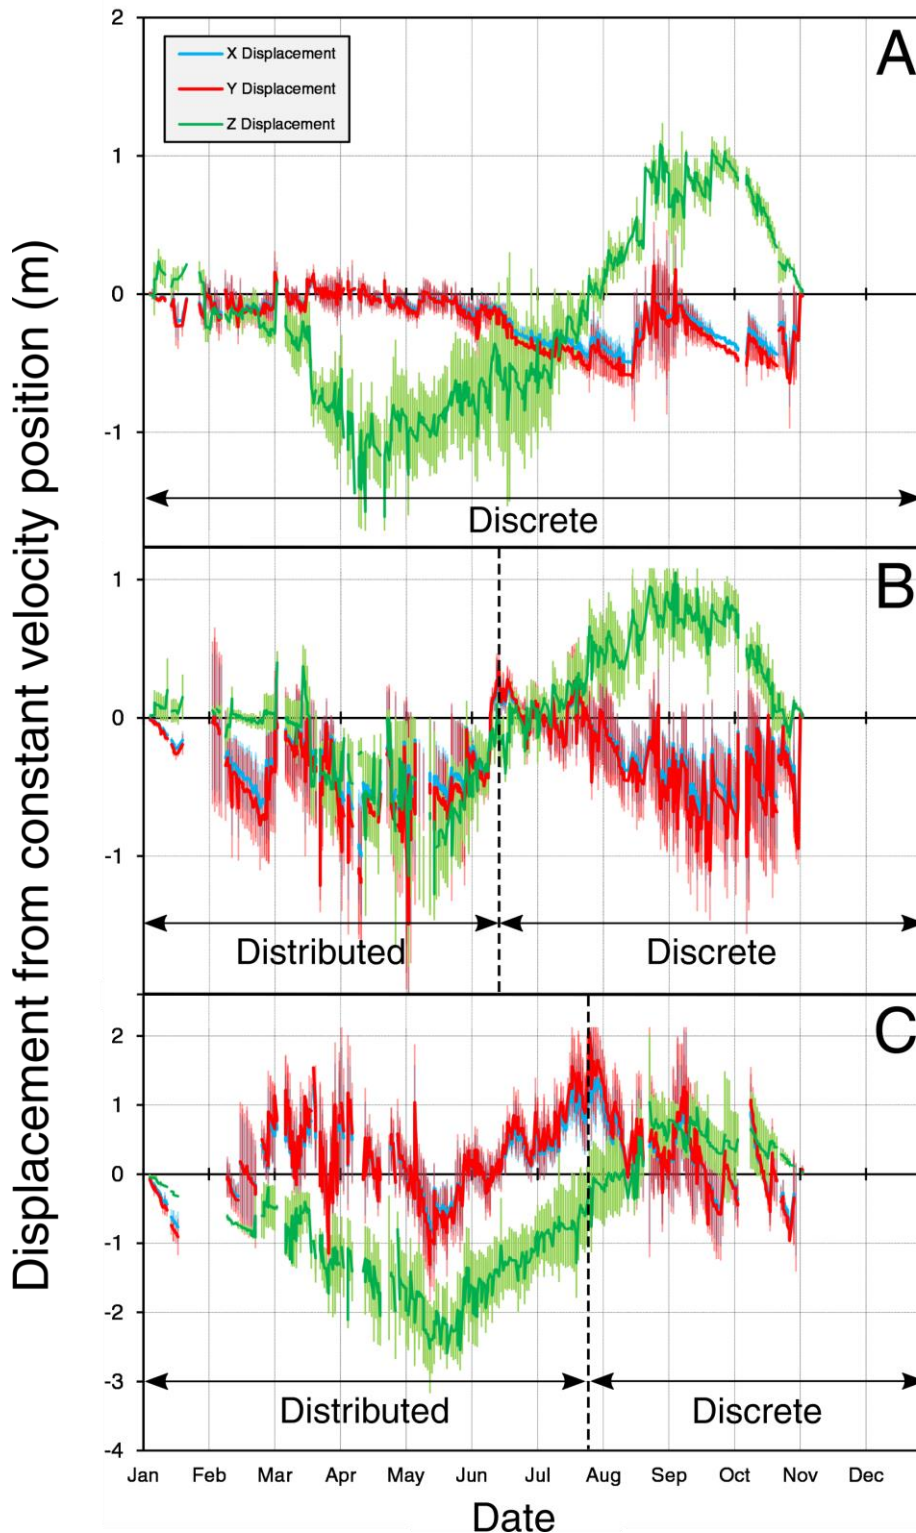 Displacement from constant velocity position (m)
2
A
X Displacement
Y Displacement
Z Displacement
1
0
-1
Discrete
B
1
0
-1
Distributed Discrete
C
2
1
0
-1
-2
-3
Distributed Discrete
-4
Jan Feb Mar Apr May Jun Jul Aug Sep Oct Nov Dec
Date